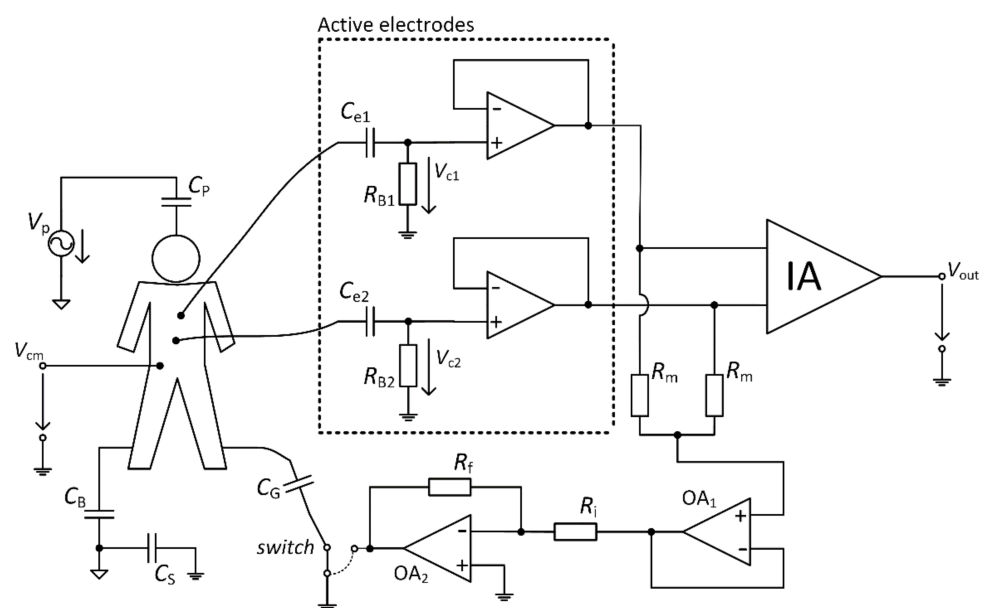 Active electrodes
C_e1
-
+
V_c1
R_B1
C_P
V_p
C_e2
-
+
V_c2
R_B2
IA
V_out
V_cm
R_m
R_m
C_B
C_G
R_f
R_i
OA_1
+
-
switch
-
+
OA_2
C_S